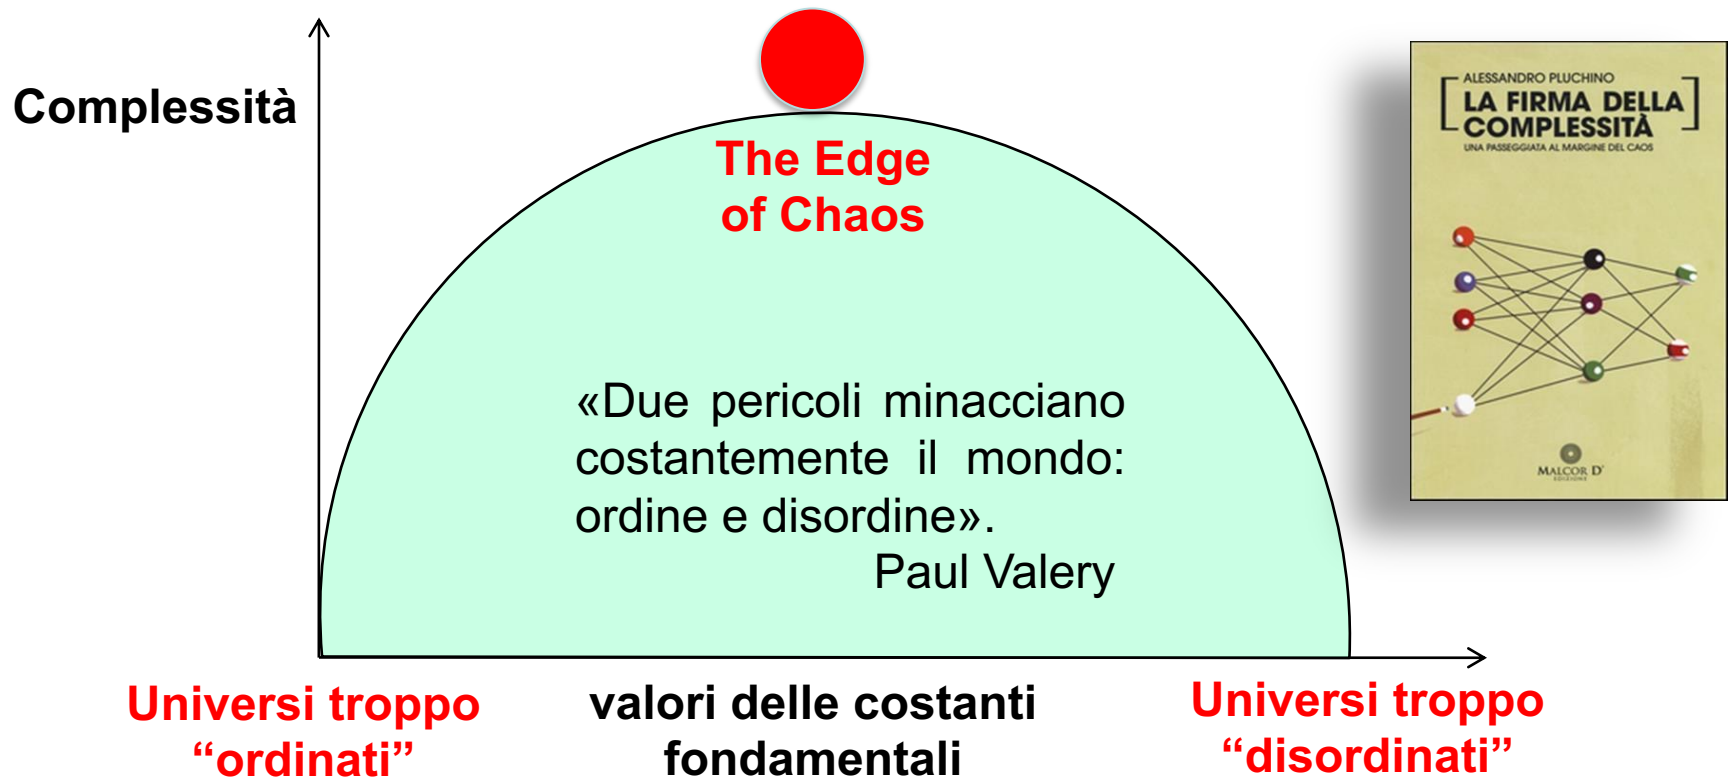 Complessità
The Edge
of Chaos
«Due pericoli minacciano
costantemente il mondo:
ordine e disordine».
Paul Valery
Universi troppo
“ordinati”
valori delle costanti
fondamentali
Universi troppo
“disordinati”
ALESSANDRO PLUCHINO
LA FIRMA DELLA
COMPLESSITÀ
UNA PASSEGGIATA AL MARGINE DEL CAOS
MALCOR D'
EDIZIONE